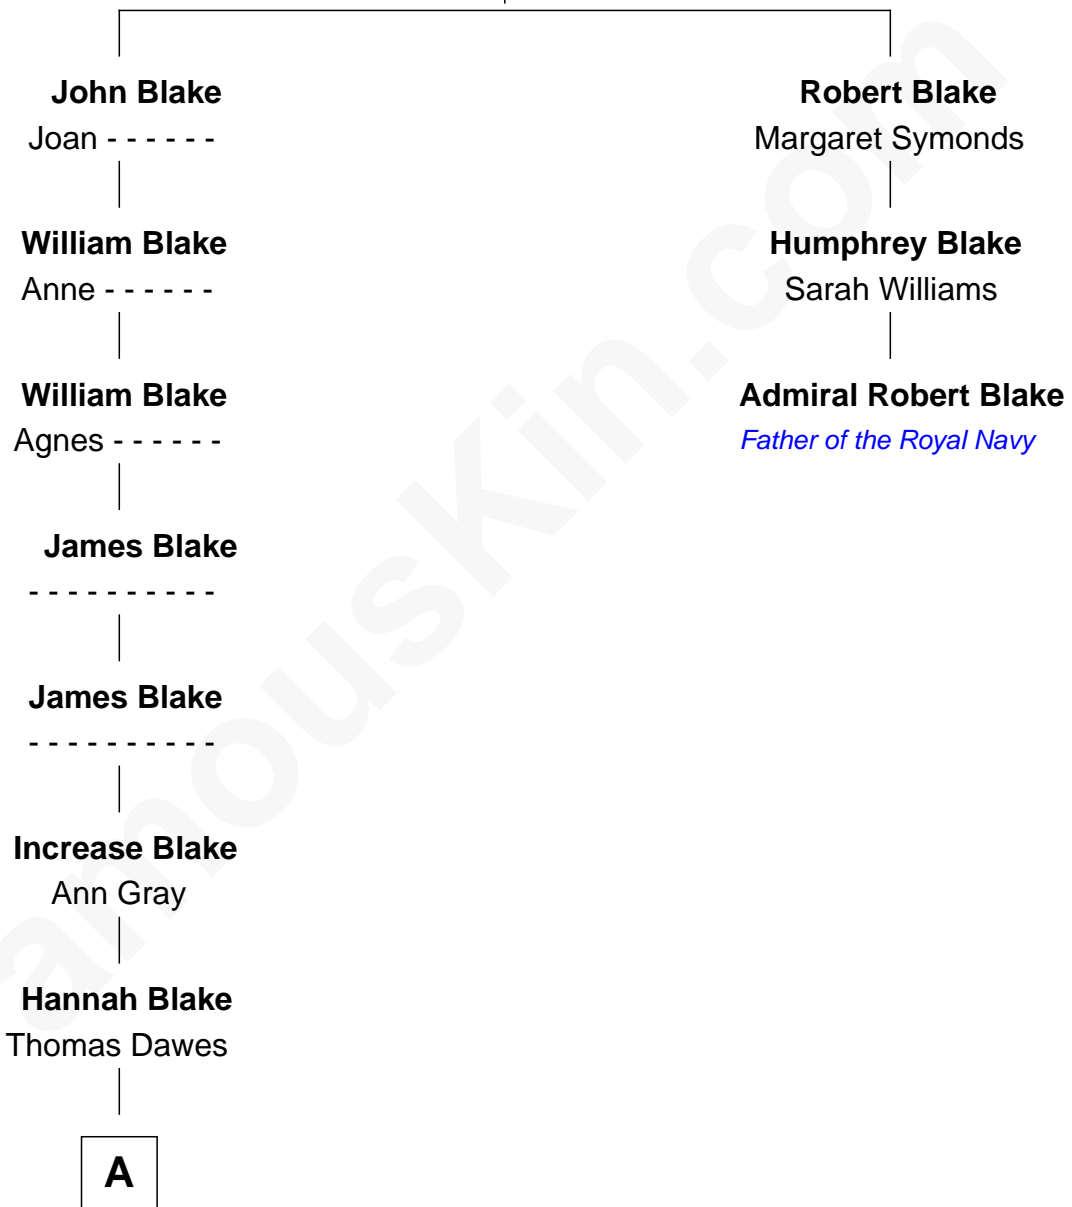 John Blake
Joan - - - - - -
William Blake
Anne - - - - - -
William Blake
Agnes - - - - - -
James Blake
- - - - - - - - - -
James Blake
- - - - - - - - - -
Increase Blake
Ann Gray
Hannah Blake
Thomas Dawes
A
Robert Blake
Margaret Symonds
Humphrey Blake
Sarah Williams
Admiral Robert Blake
Father of the Royal Navy
amouskin.com